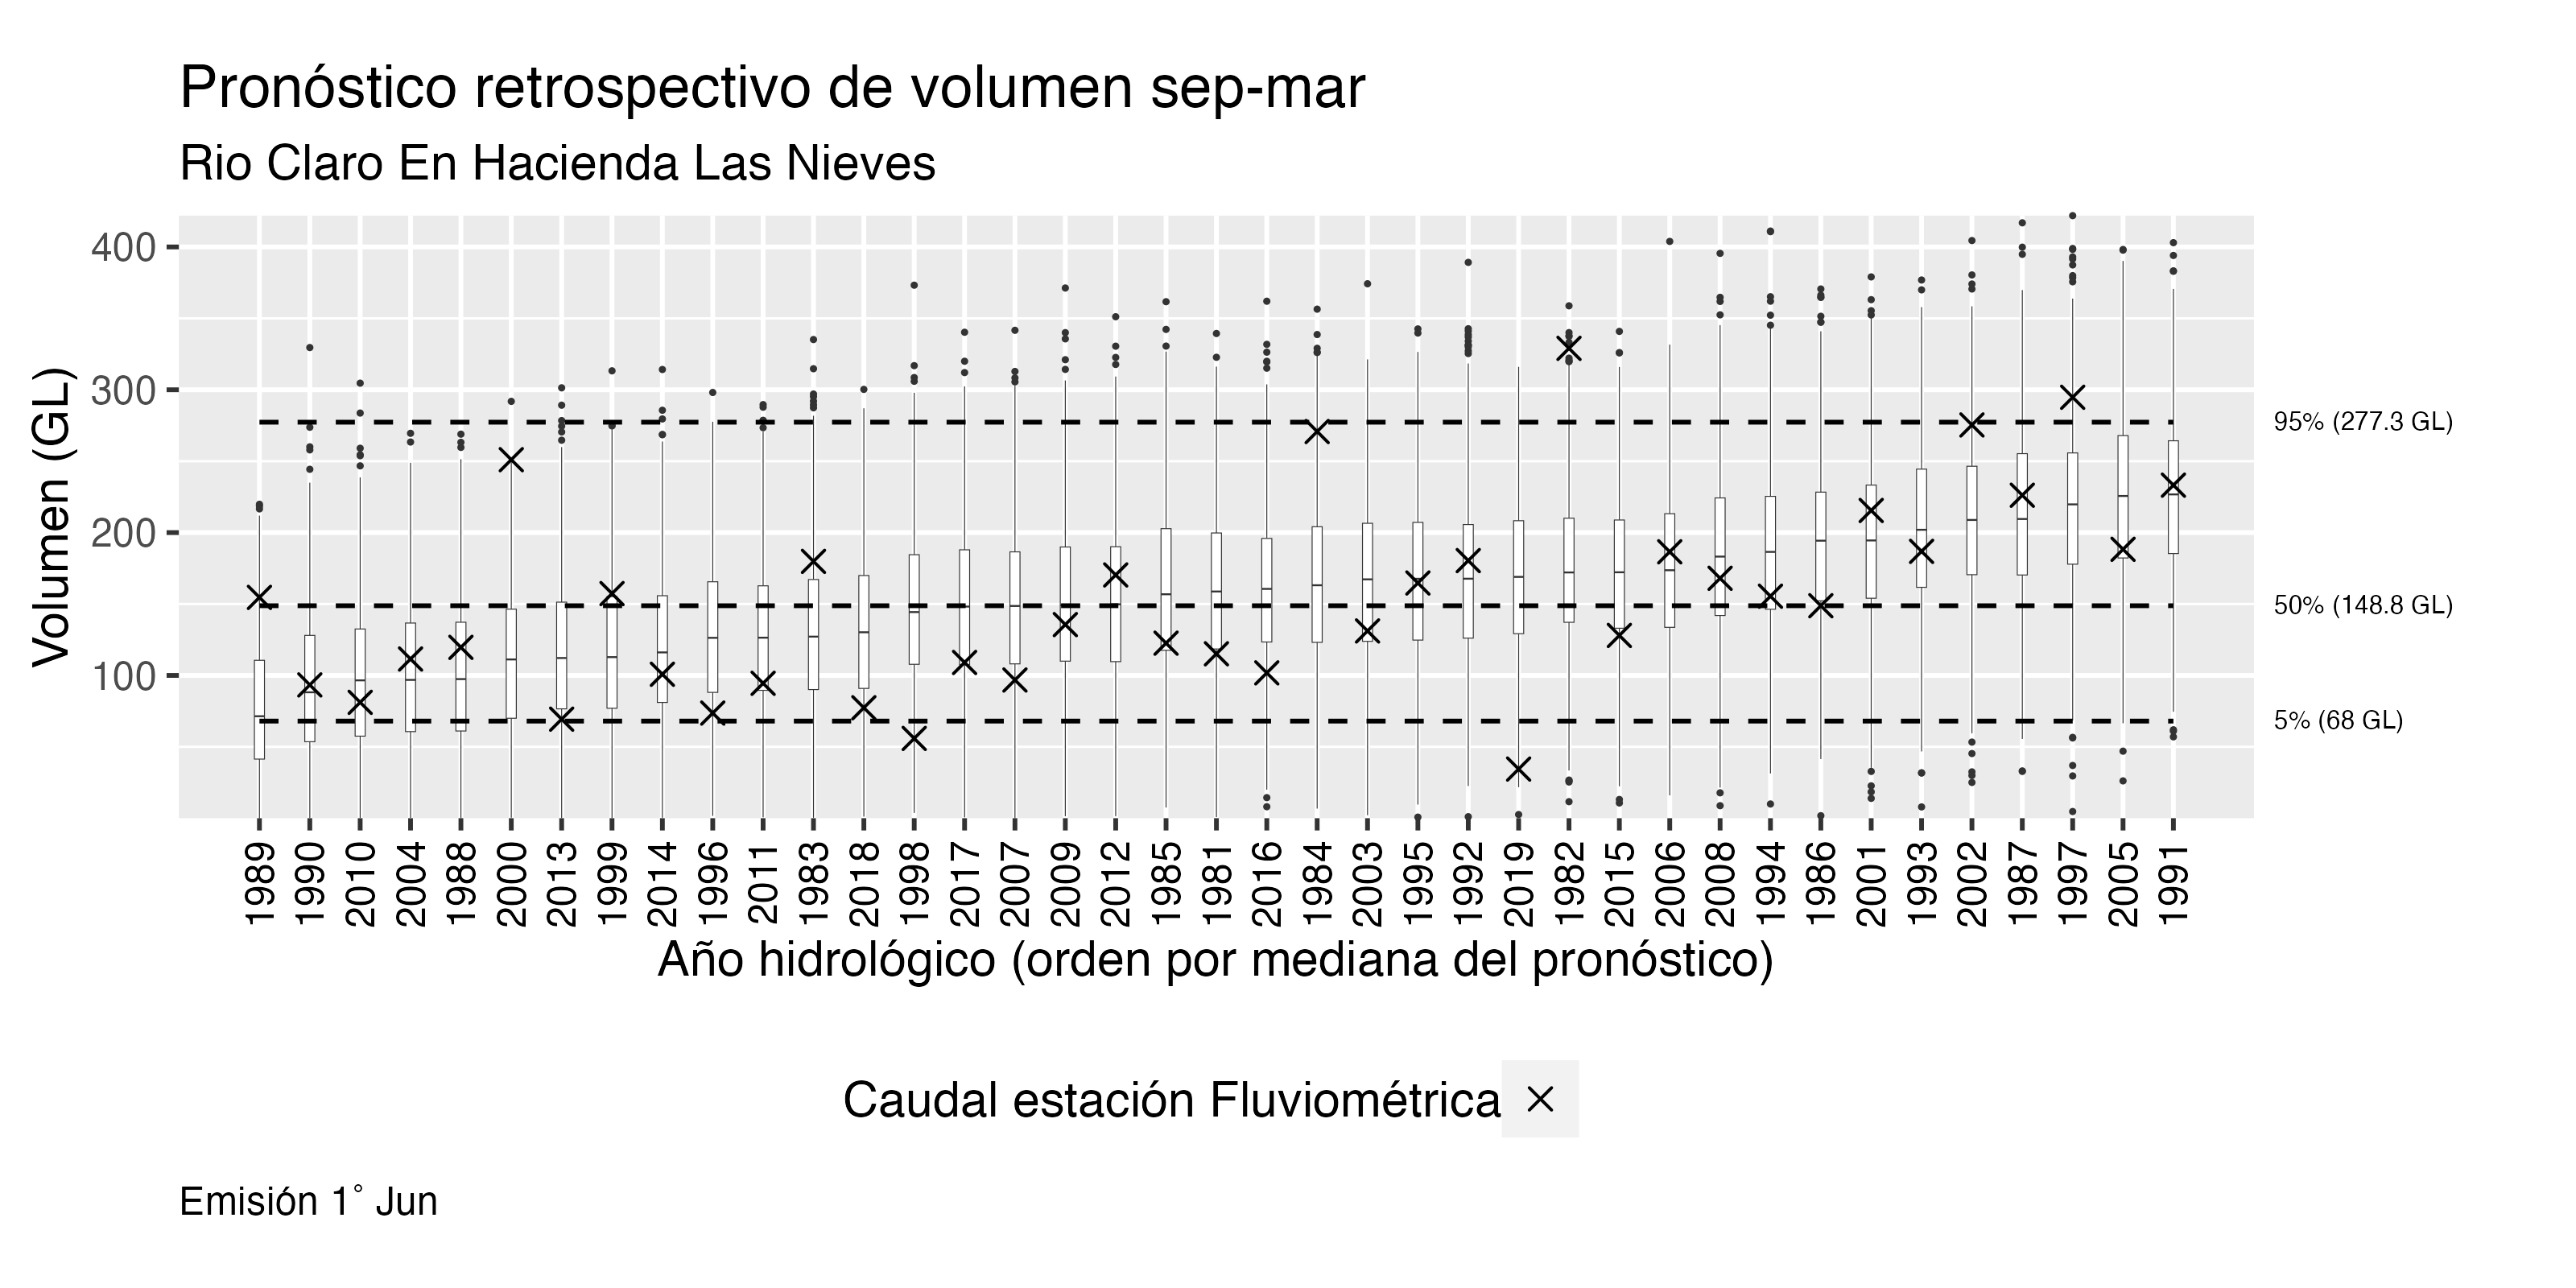 Pronóstico retrospectivo de volumen sep-mar
Rio Claro En Hacienda Las Nieves
Volumen (GL)
400
300
200
100
95% (277.3 GL)
50% (148.8 GL)
5% (68 GL)
1989 1990 2010 2004 1988 2000 2013 1999 2014 1996 2011 1983 2018 1998 2017 2007 2009 2012 1985 1981 2016 1984 2003 1995 1992 2019 1982 2015 2006 2008 1994 1986 2001 1993 2002 1987 1997 2005 1991
Año hidrológico (orden por mediana del pronóstico)
Caudal estación Fluviométrica
Emisión 1° Jun